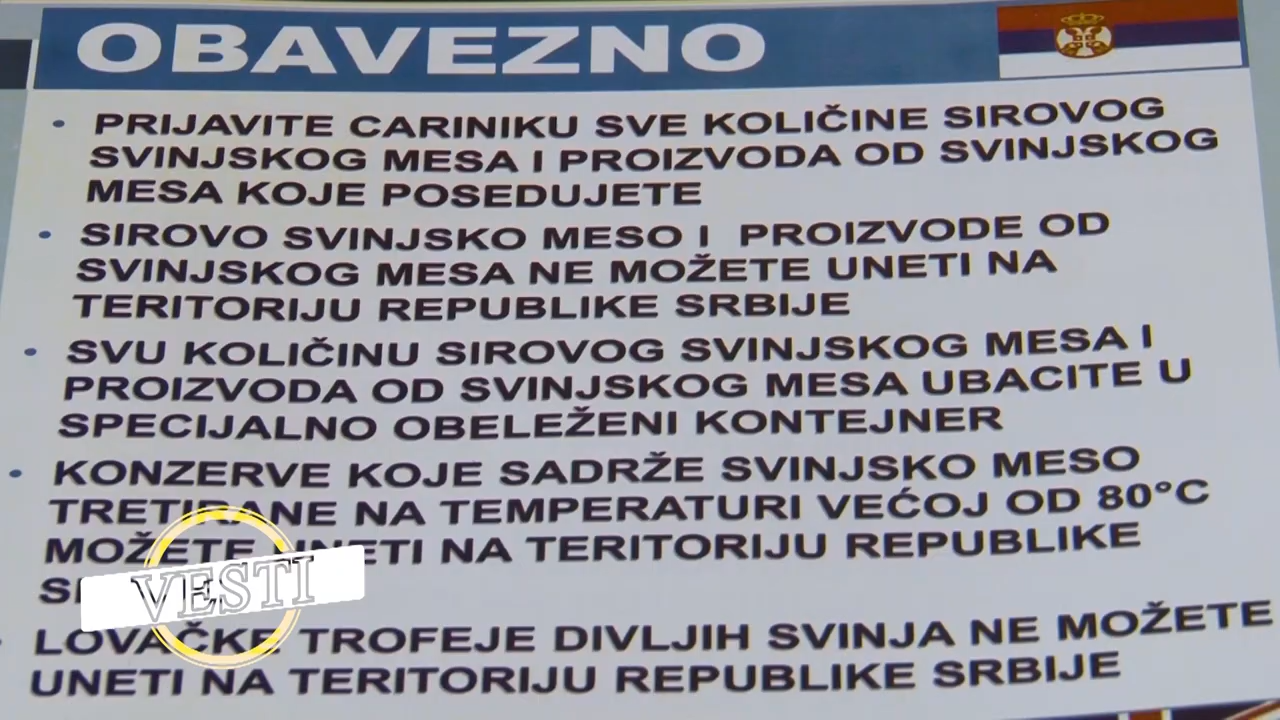 OBAVEZNO
• PRIJAVITE CARINIKU SVE KOLIČINE SIROVOG
SVINJSKOG MESA I PROIZVODA OD SVINJSKOG
MESA KOJE POSEDUJETE
• SIROVO SVINJSKO MESO I PROIZVODE OD
SVINJSKOG MESA NE MOŽETE UNETI NA
TERITORIJU REPUBLIKE SRBIJE
• SVU KOLIČINU SIROVOG SVINJSKOG MESA I
PROIZVODA OD SVINJSKOG MESA UBACITE U
SPECIJALNO OBELEŽENI KONTEJNER
• KONZERVE KOJE SADRŽE SVINJSKO MESO
TRETIRANE NA TEMPERATURI VEĆOJ OD 80°C
MOŽETE UNETI NA TERITORIJU REPUBLIKE
VESTI
• LOVAČKE TROFEJE DIVLJIH SVINJA NE MOŽETE
UNETI NA TERITORIJU REPUBLIKE SRBIJE